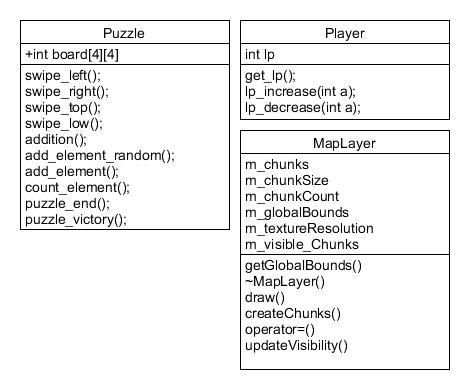 Puzzle
+int board[4][4]
swipe_left();
swipe_right();
swipe_top();
swipe_low();
addition();
add_element_random();
add_element();
count_element();
puzzle_end();
puzzle_victory();
Player
int lp
get_lp();
lp_increase(int a);
lp_decrease(int a);
MapLayer
m_chunks
m_chunkSize
m_chunkCount
m_globalBounds
m_textureResolution
m_visible_Chunks
getGlobalBounds()
~MapLayer()
draw()
createChunks()
operator=()
updateVisibility()